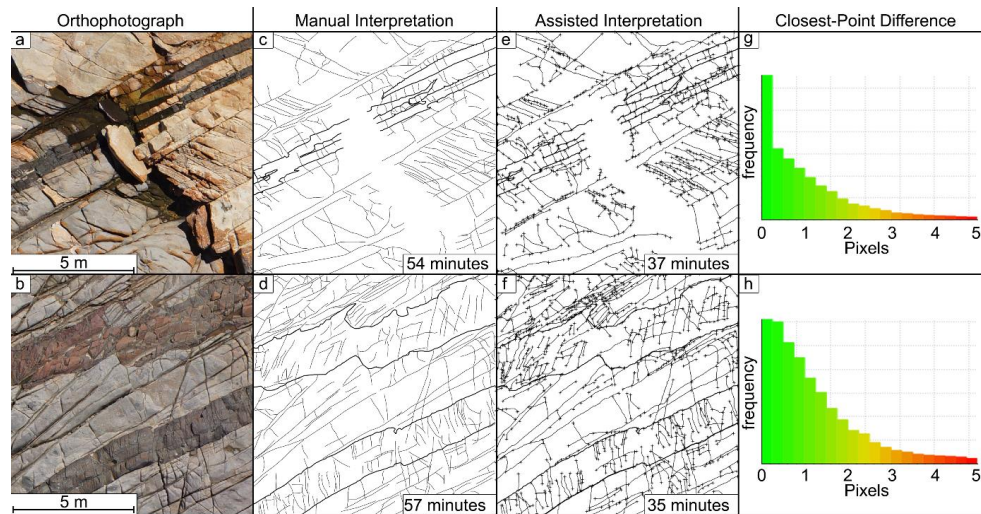 Orthophotograph
Manual Interpretation
Assisted Interpretation
Closest-Point Difference
a
c
e
g
5 m
54 minutes
37 minutes
frequency
0 1 2 3 4 5
Pixels
b
d
f
h
5 m
57 minutes
35 minutes
frequency
0 1 2 3 4 5
Pixels